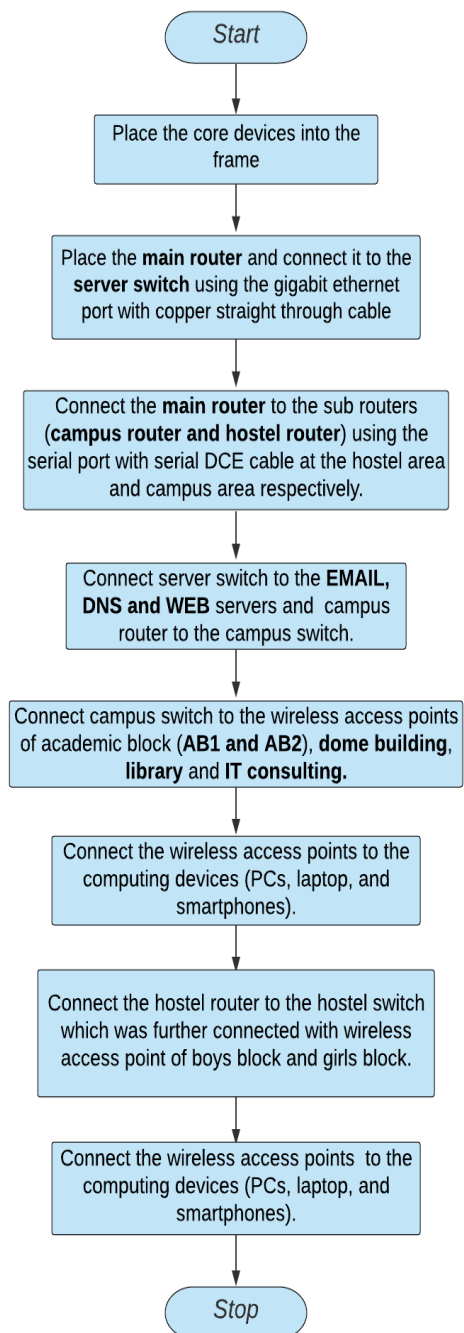 Start
Place the core devices into the
frame
Place the main router and connect it to the
server switch using the gigabit ethernet
port with copper straight through cable
Connect the main router to the sub routers
(campus router and hostel router) using the
serial port with serial DCE cable at the hostel area
and campus area respectively.
Connect server switch to the EMAIL,
DNS and WEB servers and campus
router to the campus switch.
Connect campus switch to the wireless access points
of academic block (AB1 and AB2), dome building,
library and IT consulting.
Connect the wireless access points to the
computing devices (PCs, laptop, and
smartphones).
Connect the hostel router to the hostel switch
which was further connected with wireless
access point of boys block and girls block.
Connect the wireless access points to the
computing devices (PCs, laptop, and
smartphones).
Stop